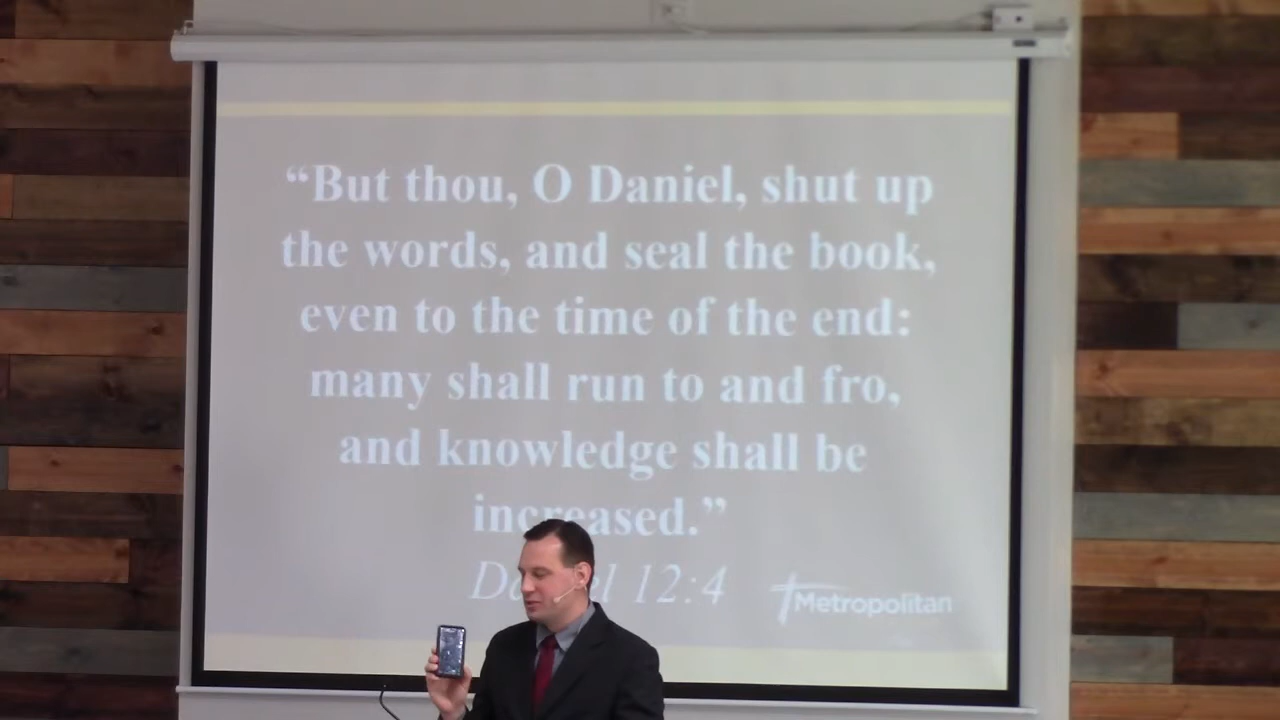 “But thou, O Daniel, shut up
the words, and seal the book,
even to the time of the end:
many shall run to and fro,
and knowledge shall be
increased.”
Daniel 12:4
Metropolitan